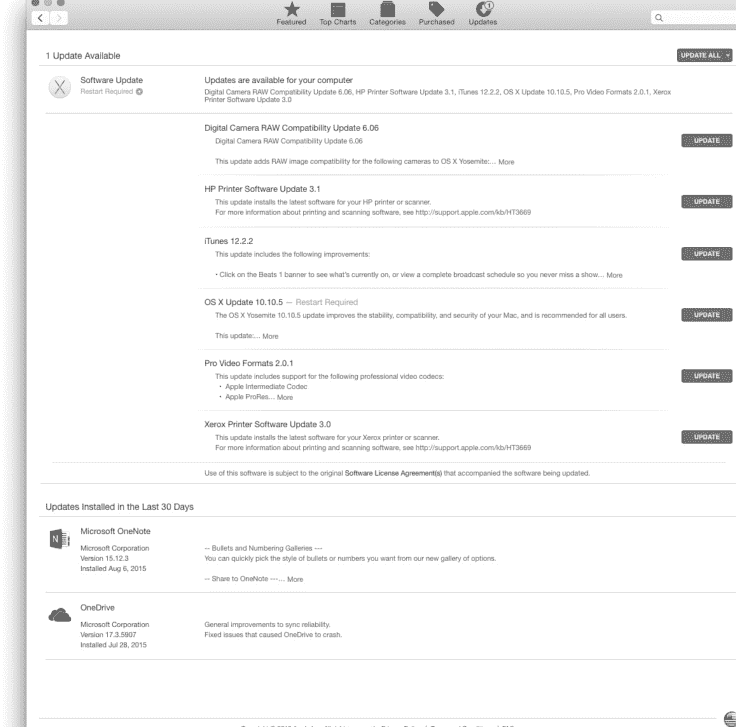 Featured Top Charts Categories Purchased Updates
1
1 Update Available
UPDATE ALL
Software Update
Restart Required
Updates are available for your computer
Digital Camera RAW Compatibility Update 6.06, HP Printer Software Update 3.1, iTunes 12.2.2, OS X Update 10.10.5, Pro Video Formats 2.0.1, Xerox
Printer Software Update 3.0
Digital Camera RAW Compatibility Update 6.06
Digital Camera RAW Compatibility Update 6.06
UPDATE
This update adds RAW image compatibility for the following cameras to OS X Yosemite:... More
HP Printer Software Update 3.1
This update installs the latest software for your HP printer or scanner.
UPDATE
For more information about printing and scanning software, see http://support.apple.com/kb/HT3669
iTunes 12.2.2
This update includes the following improvements:
UPDATE
• Click on the Beats 1 banner to see what's currently on, or view a complete broadcast schedule so you never miss a show... More
OS X Update 10.10.5 — Restart Required
The OS X Yosemite 10.10.5 update improves the stability, compatibility, and security of your Mac, and is recommended for all users.
UPDATE
This update:... More
Pro Video Formats 2.0.1
This update includes support for the following professional video codecs:
UPDATE
• Apple Intermediate Codec
• Apple ProRes... More
Xerox Printer Software Update 3.0
This update installs the latest software for your Xerox printer or scanner.
UPDATE
For more information about printing and scanning software, see http://support.apple.com/kb/HT3669
Use of this software is subject to the original Software License Agreement(s) that accompanied the software being updated.
Updates Installed in the Last 30 Days
Microsoft OneNote
Microsoft Corporation
Version 15.12.3
Installed Aug 6, 2015
-- Bullets and Numbering Galleries ---
You can quickly pick the style of bullets or numbers you want from our new gallery of options.
-- Share to OneNote ---... More
OneDrive
Microsoft Corporation
Version 17.3.5907
Installed Jul 28, 2015
General improvements to sync reliability.
Fixed issues that caused OneDrive to crash.